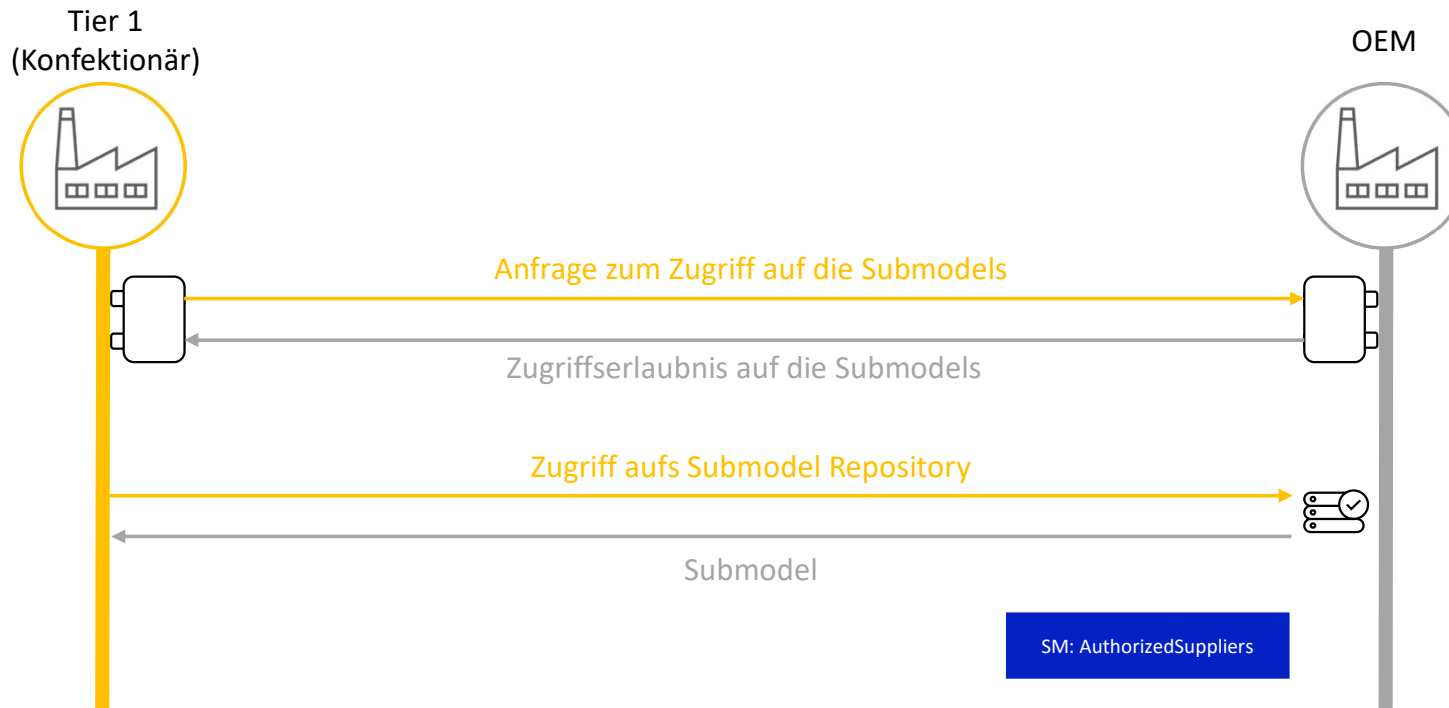 Tier 1
(Konfektionär)
OEM
Anfrage zum Zugriff auf die Submodels
Zugriffserlaubnis auf die Submodels
Zugriff aufs Submodel Repository
Submodel
SM: AuthorizedSuppliers